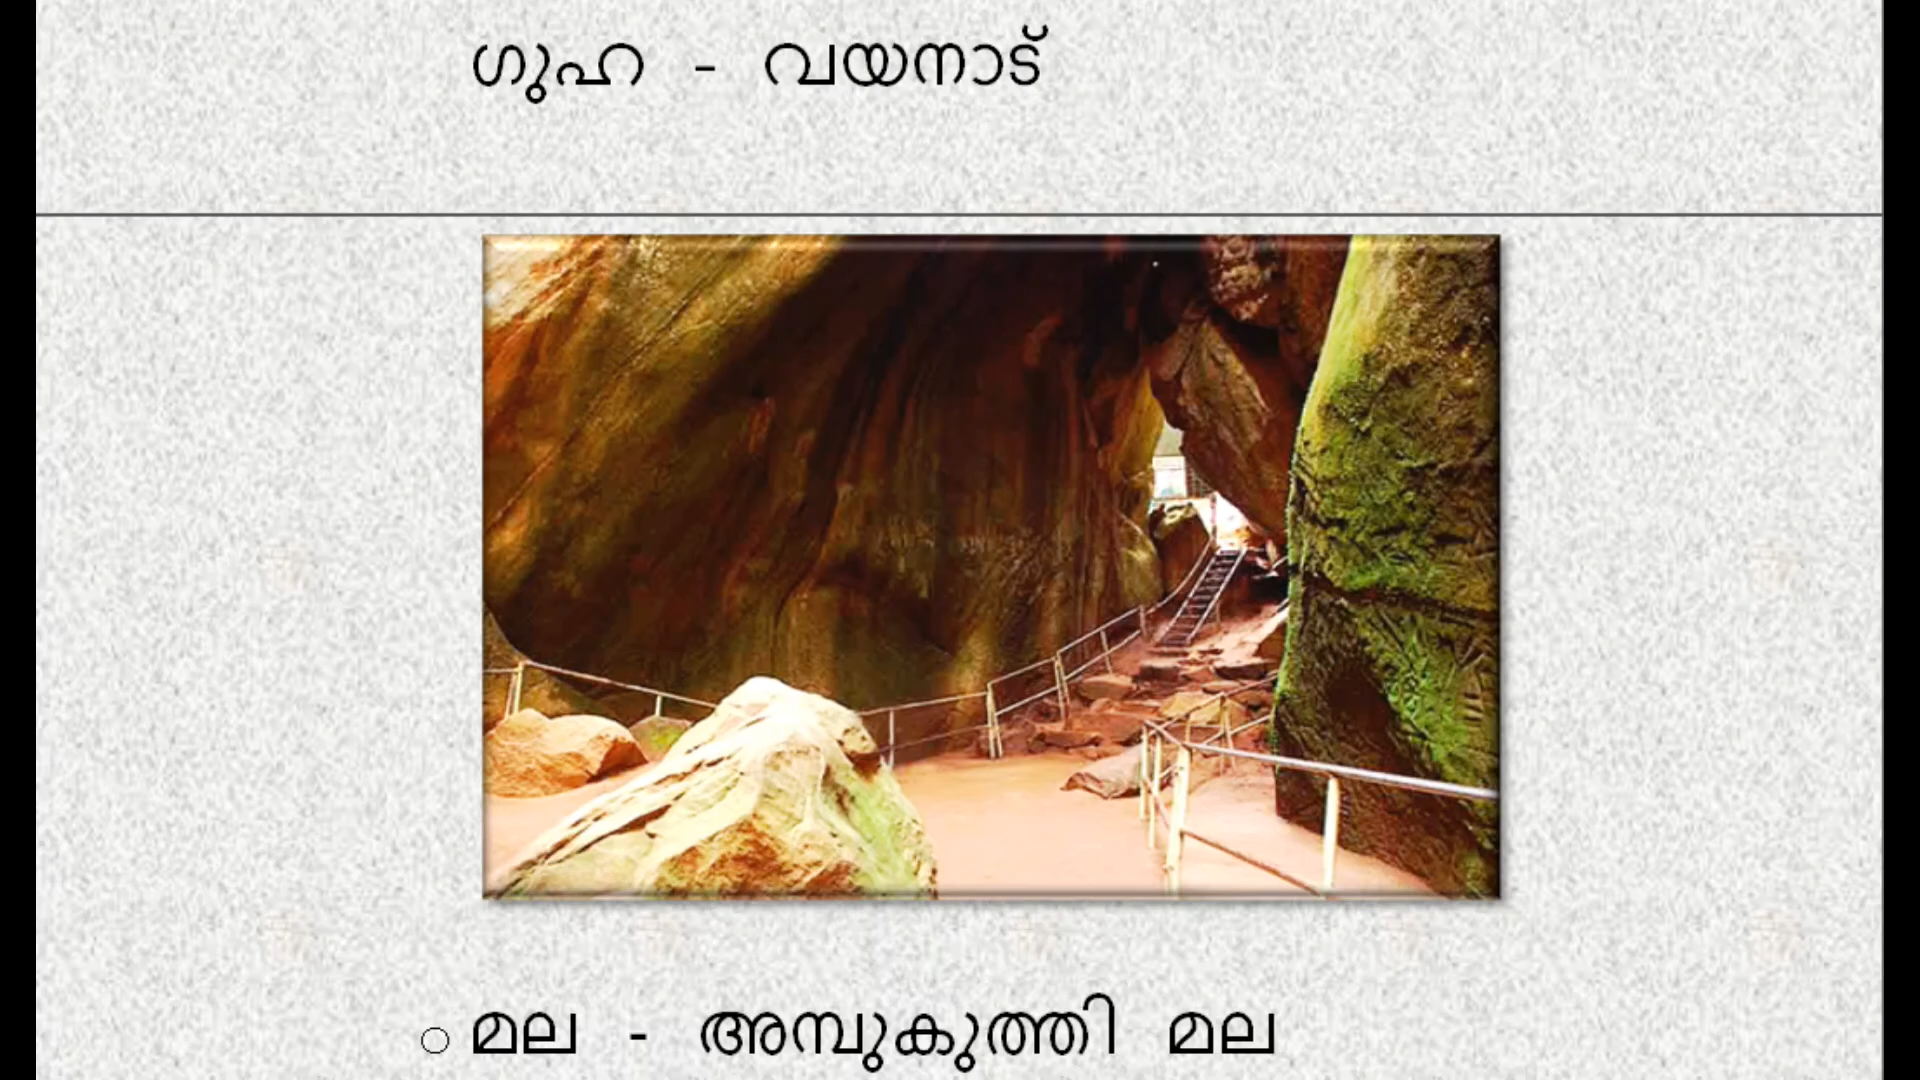 ഗുഹ - വയനാട്
മല - അമ്പുകുത്തി മല